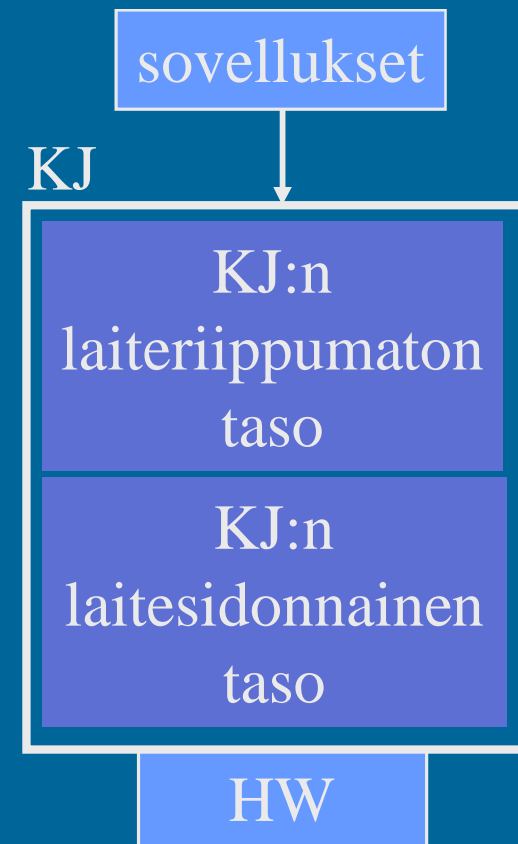 sovellukset
KJ
KJ:n
laiteriippumaton
taso
KJ:n
laitesidonnainen
taso
HW